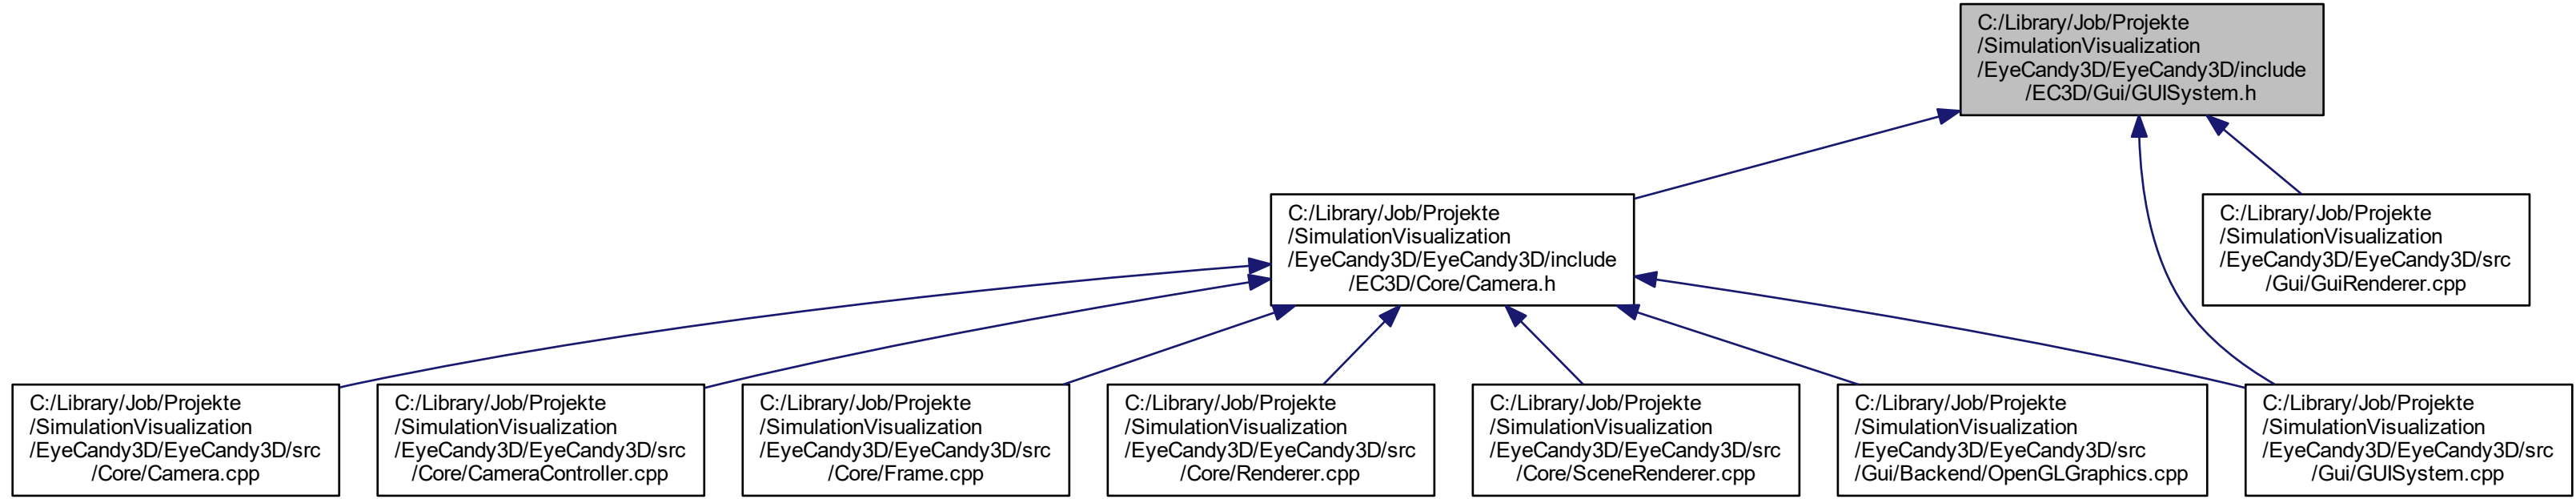 C:/Library/Job/Projekte
/SimulationVisualization
/EyeCandy3D/EyeCandy3D/include
/EC3D/Gui/GUISystem.h
C:/Library/Job/Projekte
/SimulationVisualization
/EyeCandy3D/EyeCandy3D/include
/EC3D/Core/Camera.h
C:/Library/Job/Projekte
/SimulationVisualization
/EyeCandy3D/EyeCandy3D/src
/Gui/GuiRenderer.cpp
C:/Library/Job/Projekte
/SimulationVisualization
/EyeCandy3D/EyeCandy3D/src
/Core/Camera.cpp
C:/Library/Job/Projekte
/SimulationVisualization
/EyeCandy3D/EyeCandy3D/src
/Core/CameraController.cpp
C:/Library/Job/Projekte
/SimulationVisualization
/EyeCandy3D/EyeCandy3D/src
/Core/Frame.cpp
C:/Library/Job/Projekte
/SimulationVisualization
/EyeCandy3D/EyeCandy3D/src
/Core/Renderer.cpp
C:/Library/Job/Projekte
/SimulationVisualization
/EyeCandy3D/EyeCandy3D/src
/Core/SceneRenderer.cpp
C:/Library/Job/Projekte
/SimulationVisualization
/EyeCandy3D/EyeCandy3D/src
/Gui/Backend/OpenGLGraphics.cpp
C:/Library/Job/Projekte
/SimulationVisualization
/EyeCandy3D/EyeCandy3D/src
/Gui/GUISystem.cpp